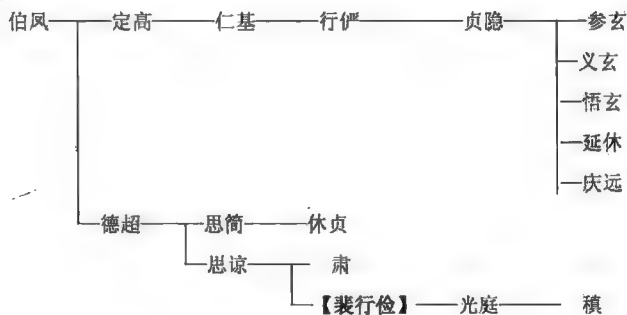 伯凤 定高 仁基 行俨 贞隐 参玄
义玄
悟玄
延休
庆远
德超 思简 休贞
思谅 肃
【裴行俭】 光庭 稹